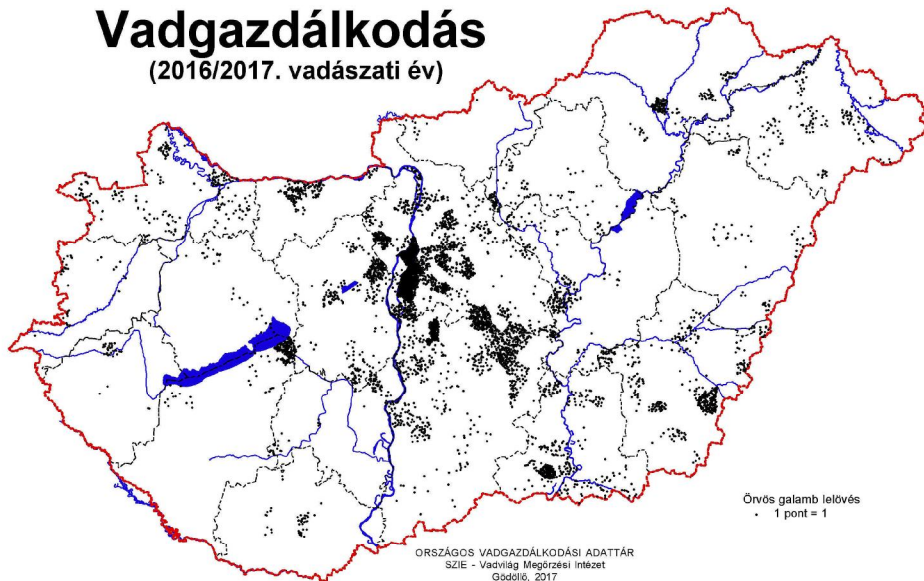 Vadgazdálkodás
(2016/2017. vadászati év)
Örvös galamb lelövés
1 pont = 1
ORSZÁGOS VADGAZDÁLKODÁSI ADATTÁR
SZIE - Vadvilág Megőrzési Intézet
Gödöllő, 2017